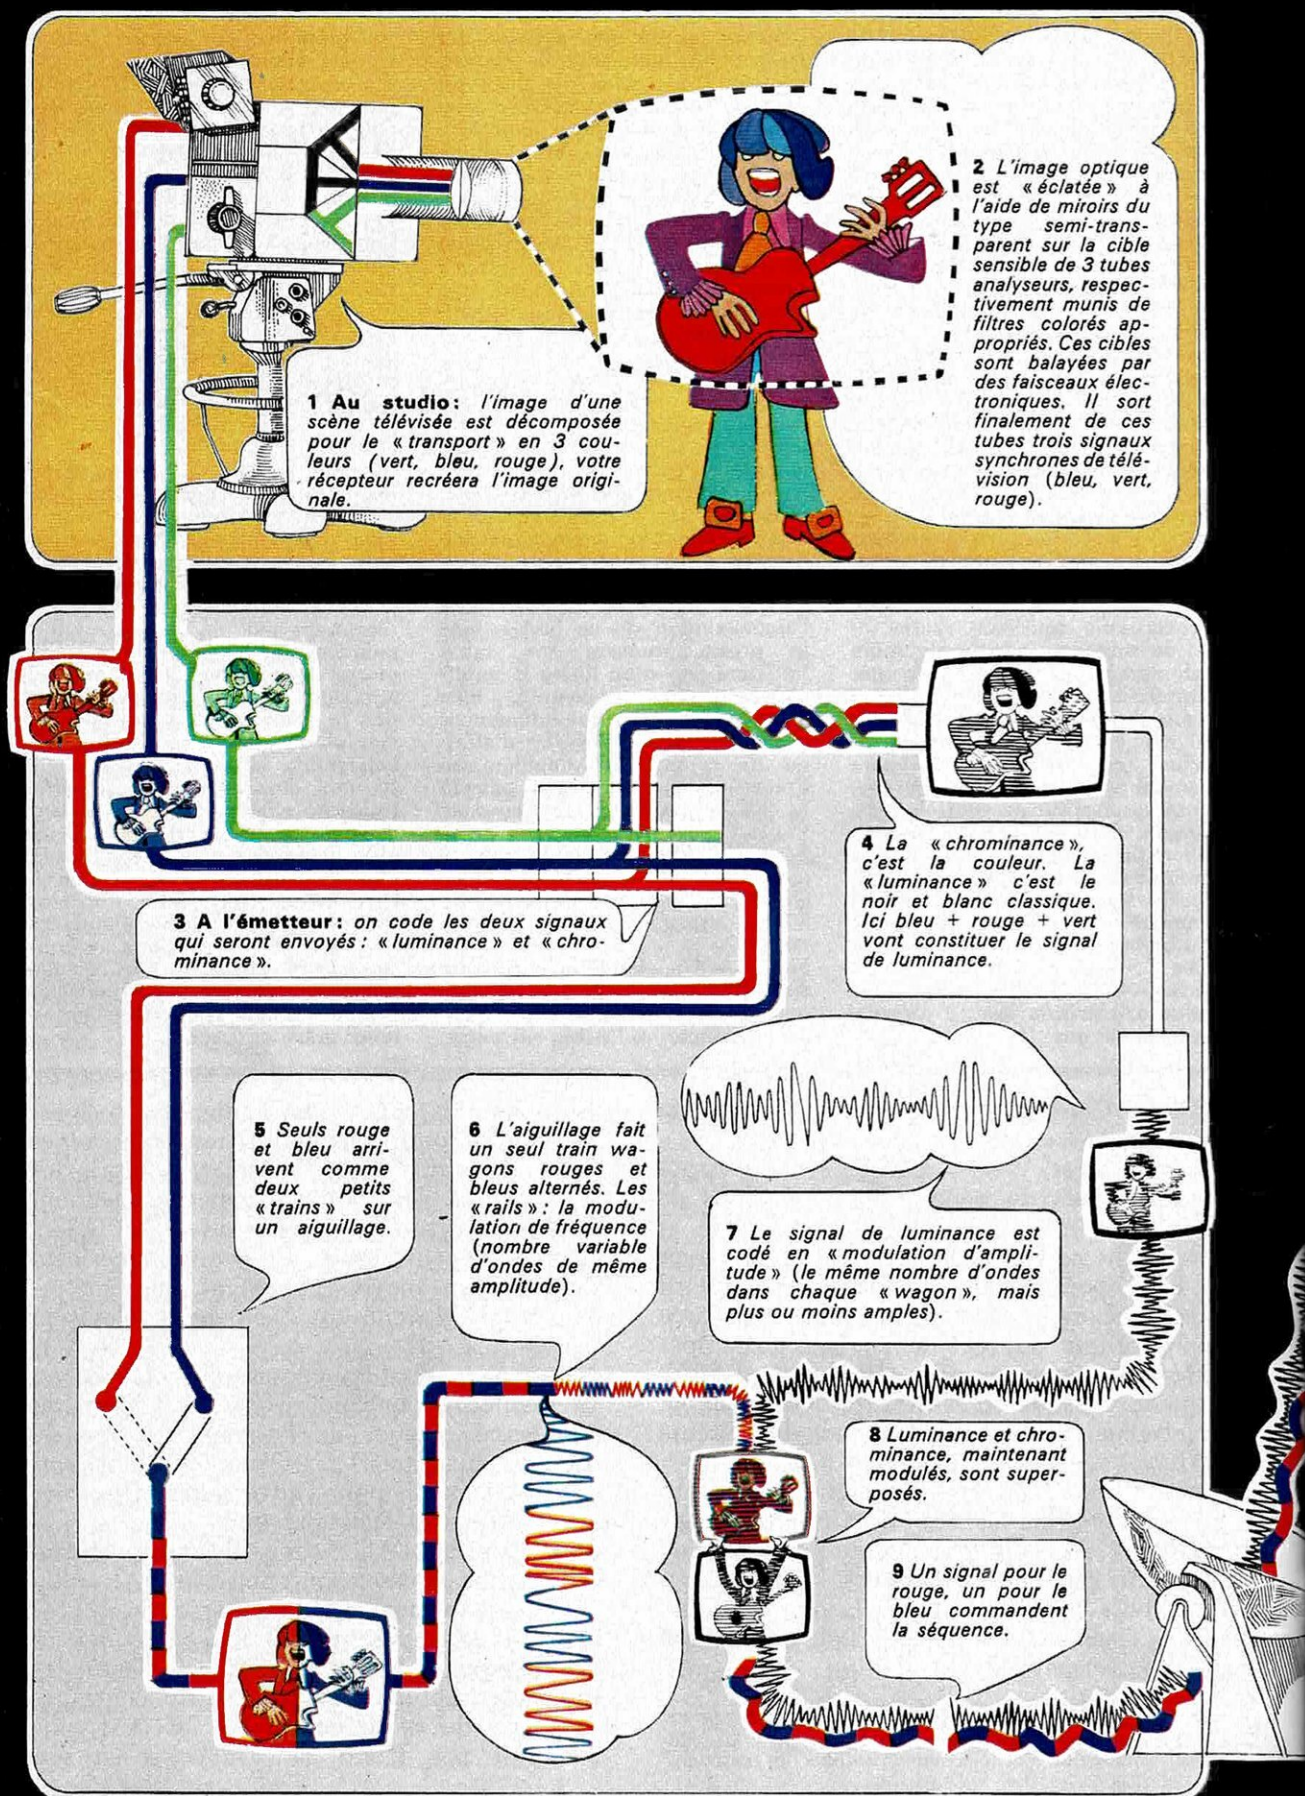 1 Au studio: l'image d'une
scène télévisée est décomposée
pour le « transport » en 3 cou-
leurs (vert, bleu, rouge), votre
récepteur recréera l'image origi-
nale.
2 L'image optique
est « éclatée » à
l'aide de miroirs du
type semi-trans-
parent sur la cible
sensible de 3 tubes
analyseurs, respec-
tivement munis de
filtres colorés ap-
propriés. Ces cibles
sont balayées par
des faisceaux élec-
troniques. Il sort
finalement de ces
tubes trois signaux
synchrones de télé-
vision (bleu, vert,
rouge).
3 A l'émetteur: on code les deux signaux
qui seront envoyés : « luminance » et « chro-
minance ».
4 La « chrominance »,
c'est la couleur. La
« luminance » c'est le
noir et blanc classique.
Ici bleu + rouge + vert
vont constituer le signal
de luminance.
5 Seuls rouge
et bleu arri-
vent comme
deux petits
« trains » sur
un aiguillage.
6 L'aiguillage fait
un seul train wa-
gons rouges et
bleus alternés. Les
« rails » : la modu-
lation de fréquence
(nombre variable
d'ondes de même
amplitude).
7 Le signal de luminance est
codé en « modulation d'ampli-
tude » (le même nombre d'ondes
dans chaque « wagon », mais
plus ou moins amples).
8 Luminance et chro-
minance, maintenant
modulés, sont super-
posés.
9 Un signal pour le
rouge, un pour le
bleu commandent
la séquence.